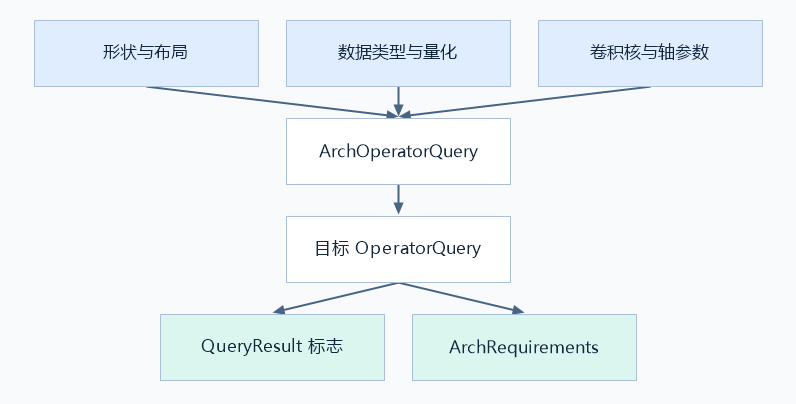 形状与布局
数据类型与量化
卷积核与轴参数
ArchOperatorQuery
目标 OperatorQuery
QueryResult 标志
ArchRequirements